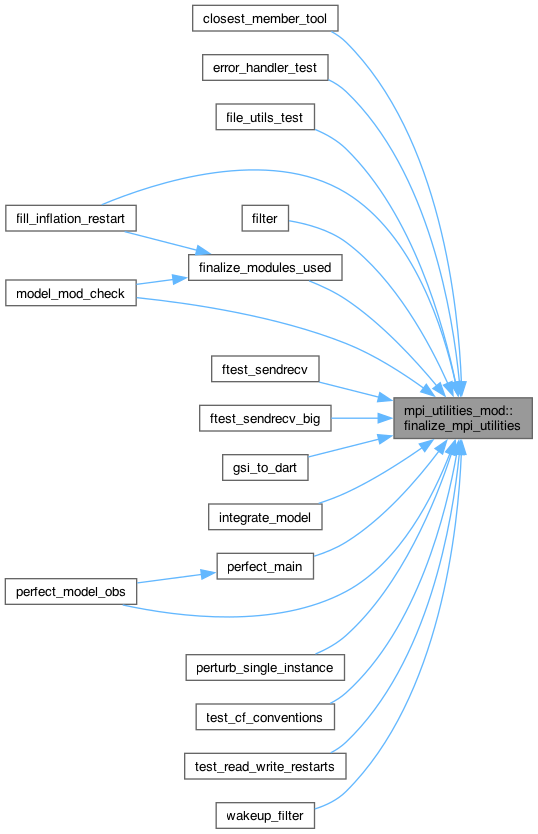 closest_member_tool
error_handler_test
file_utils_test
fill_inflation_restart
filter
finalize_modules_used
model_mod_check
ftest_sendrecv
mpi_utilities_mod::
finalize_mpi_utilities
ftest_sendrecv_big
gsi_to_dart
integrate_model
perfect_main
perfect_model_obs
perturb_single_instance
test_cf_conventions
test_read_write_restarts
wakeup_filter